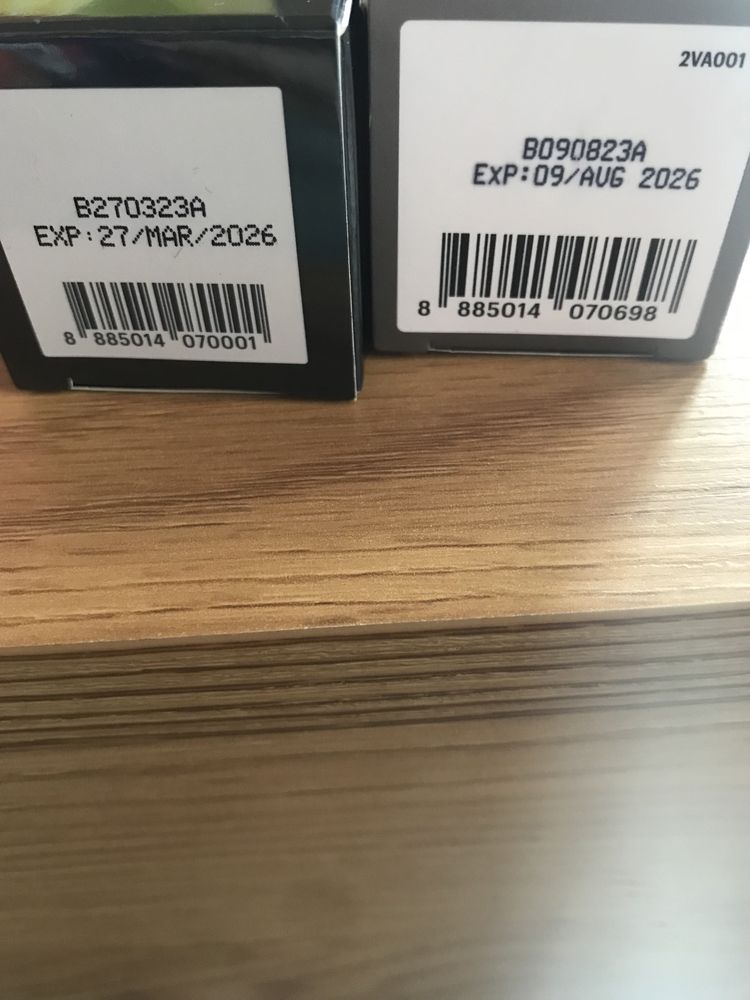 B270323A
EXP:27/MAR/2026
8 885014 070001
2VA001
B090823A
EXP:09/AUG 2026
8 885014 070698